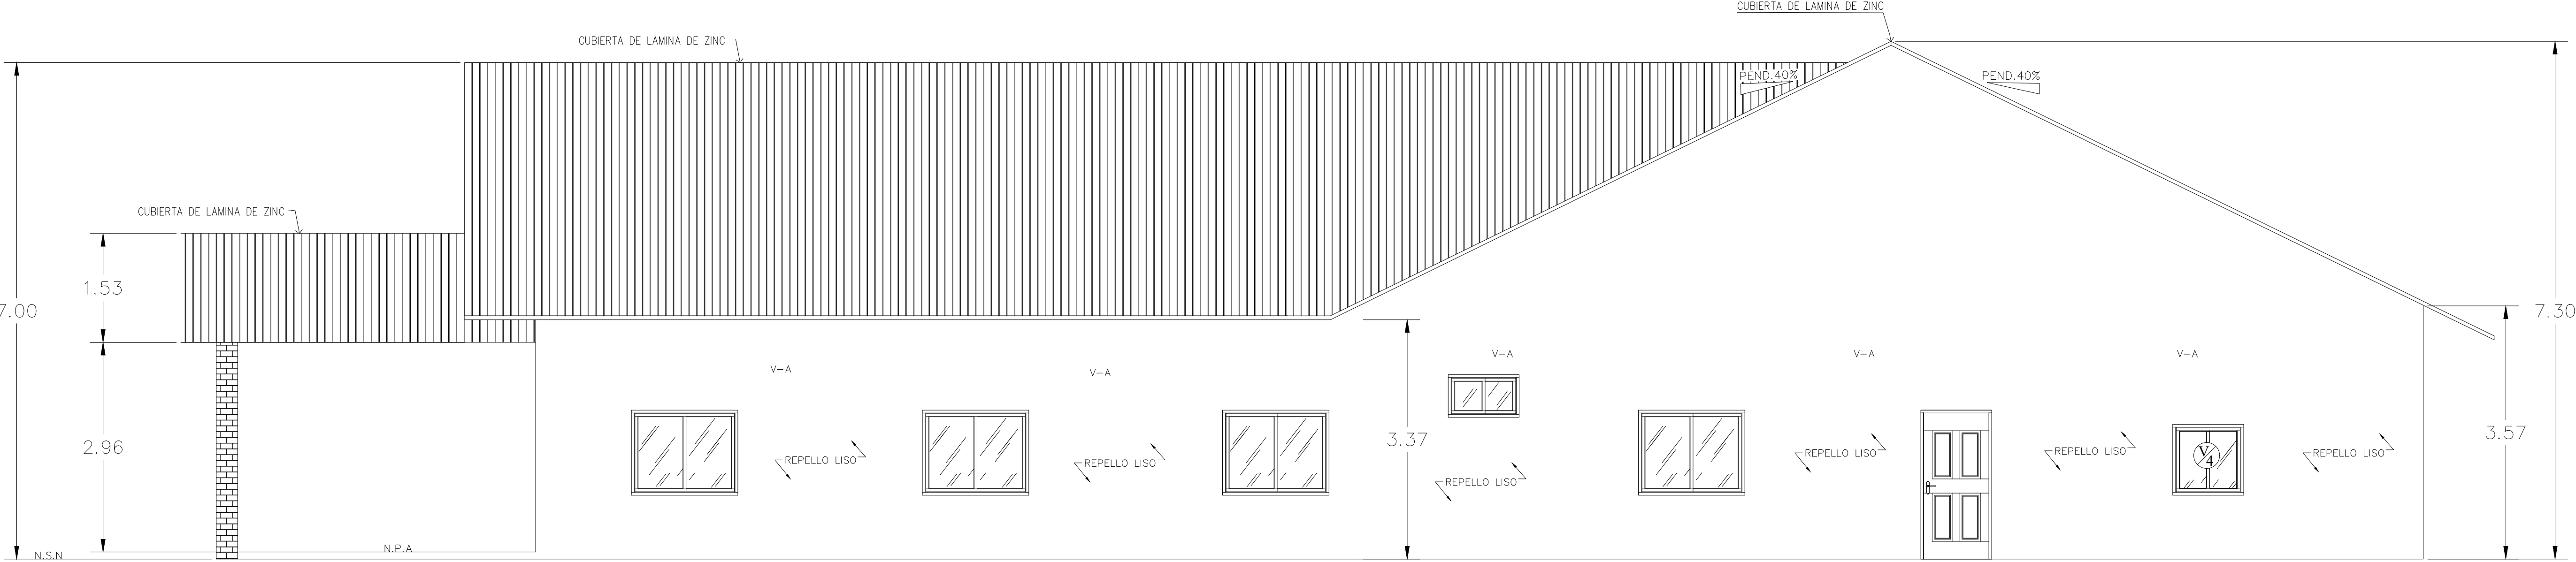 CUBIERTA DE LAMINA DE ZINC
CUBIERTA DE LAMINA DE ZINC
PEND.40%
PEND.40%
CUBIERTA DE LAMINA DE ZINC
1.53
7.00
7.30
V-A
V-A
V-A
V-A
V-A
2.96
3.37
3.57
REPELLO LISO
REPELLO LISO
REPELLO LISO
REPELLO LISO
REPELLO LISO
V
4
REPELLO LISO
N.S.N
N.P.A